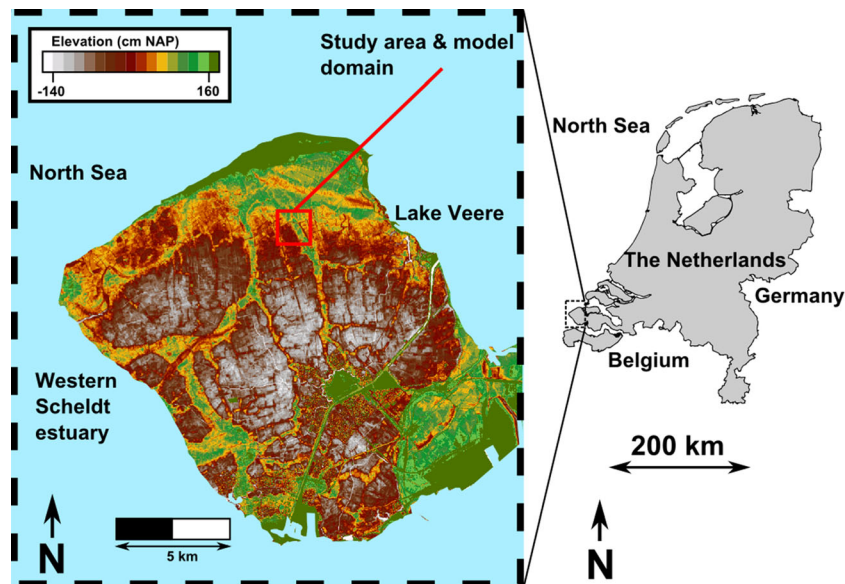 Elevation (cm NAP)
-140
160
Study area & model
domain
North Sea
Lake Veere
Western
Scheldt
estuary
N
5 km
North Sea
The Netherlands
Germany
Belgium
200 km
N